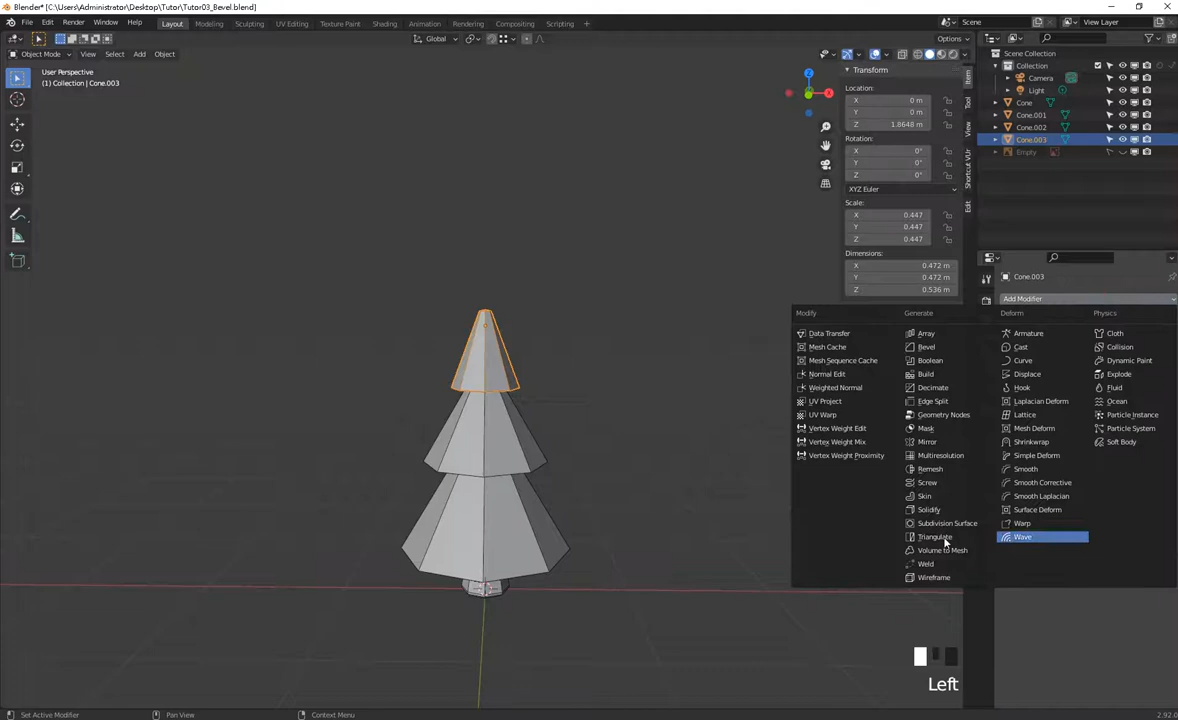 Blender* [C:\Users\Administrator\Desktop\Tutor\Tutor03_Bevel.blend]
File Edit Render Window Help Layout Modeling Sculpting UV Editing Texture Paint Shading Animation Rendering Compositing Scripting + Scene View Layer
Global Options
Object Mode View Select Add Object
User Perspective
(1) Collection | Cone.003
Z
X
Transform
Location:
X 0 m
Y 0 m
Z 1.8648 m
Rotation:
X 0°
Y 0°
Z 0°
XYZ Euler
Scale:
X 0.447
Y 0.447
Z 0.447
Dimensions:
X 0.472 m
Y 0.472 m
Z 0.536 m
Item
Tool
View
Shortcut VUr
Edit
Scene Collection
Collection
Camera
Light
Cone
Cone.001
Cone.002
Cone.003
Empty
Cone.003
Add Modifier
Modify Generate Deform Physics
Data Transfer Array Armature Cloth
Mesh Cache Bevel Cast Collision
Mesh Sequence Cache Boolean Curve Dynamic Paint
Normal Edit Build Displace Explode
Weighted Normal Decimate Hook Fluid
UV Project Edge Split Laplacian Deform Ocean
UV Warp Geometry Nodes Lattice Particle Instance
Vertex Weight Edit Mask Mesh Deform Particle System
Vertex Weight Mix Mirror Shrinkwrap Soft Body
Vertex Weight Proximity Multiresolution Simple Deform
Remesh Smooth
Screw Smooth Corrective
Skin Smooth Laplacian
Solidify Surface Deform
Subdivision Surface Warp
Triangulate Wave
Volume to Mesh
Weld
Wireframe
Left
Set Active Modifier Pan View Context Menu 2.92.0